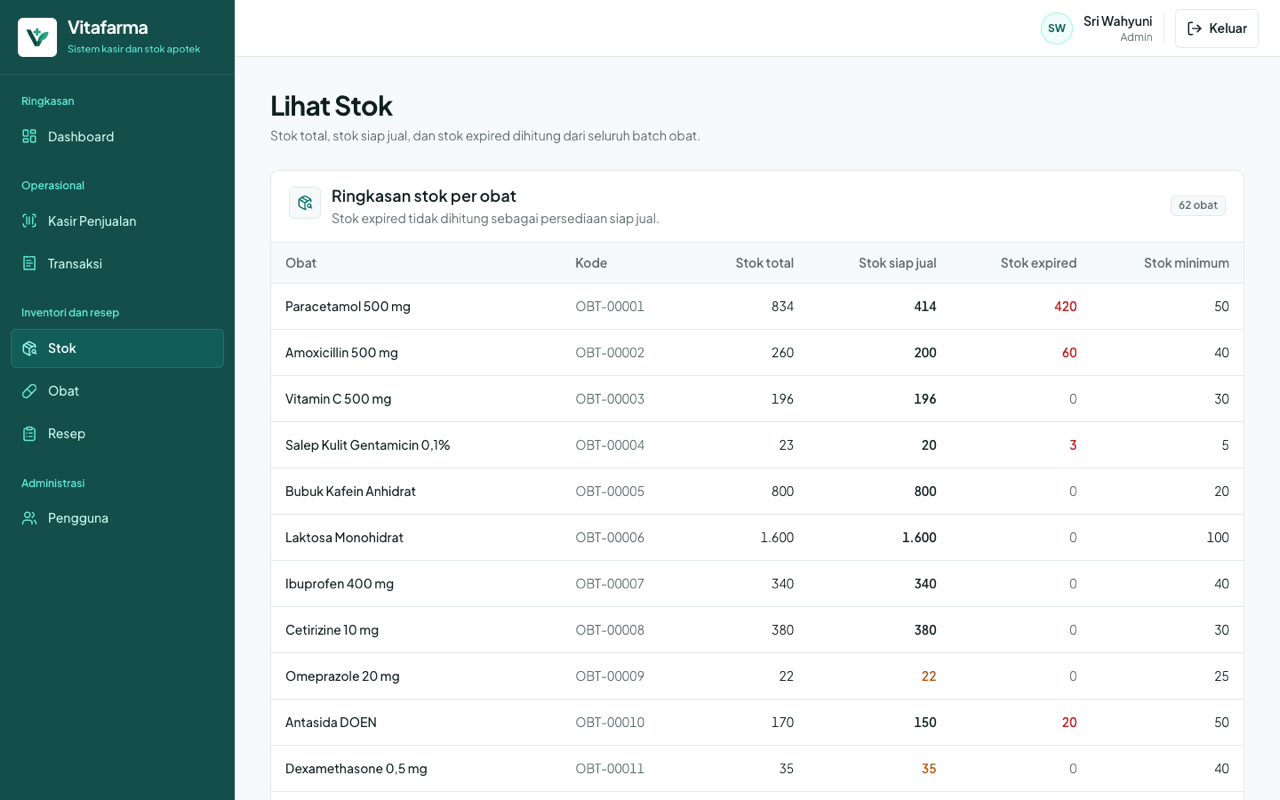 Vitafarma
Sistem kasir dan stok apotek
SW
Sri Wahyuni
Admin
Keluar
Ringkasan
Dashboard
Operasional
Kasir Penjualan
Transaksi
Inventori dan resep
Stok
Obat
Resep
Administrasi
Pengguna
Lihat Stok
Stok total, stok siap jual, dan stok expired dihitung dari seluruh batch obat.
Ringkasan stok per obat
Stok expired tidak dihitung sebagai persediaan siap jual.
62 obat
Obat Kode Stok total Stok siap jual Stok expired Stok minimum
Paracetamol 500 mg OBT-00001 834 414 420 50
Amoxicillin 500 mg OBT-00002 260 200 60 40
Vitamin C 500 mg OBT-00003 196 196 0 30
Salep Kulit Gentamicin 0,1% OBT-00004 23 20 3 5
Bubuk Kafein Anhidrat OBT-00005 800 800 0 20
Laktosa Monohidrat OBT-00006 1.600 1.600 0 100
Ibuprofen 400 mg OBT-00007 340 340 0 40
Cetirizine 10 mg OBT-00008 380 380 0 30
Omeprazole 20 mg OBT-00009 22 22 0 25
Antasida DOEN OBT-00010 170 150 20 50
Dexamethasone 0,5 mg OBT-00011 35 35 0 40